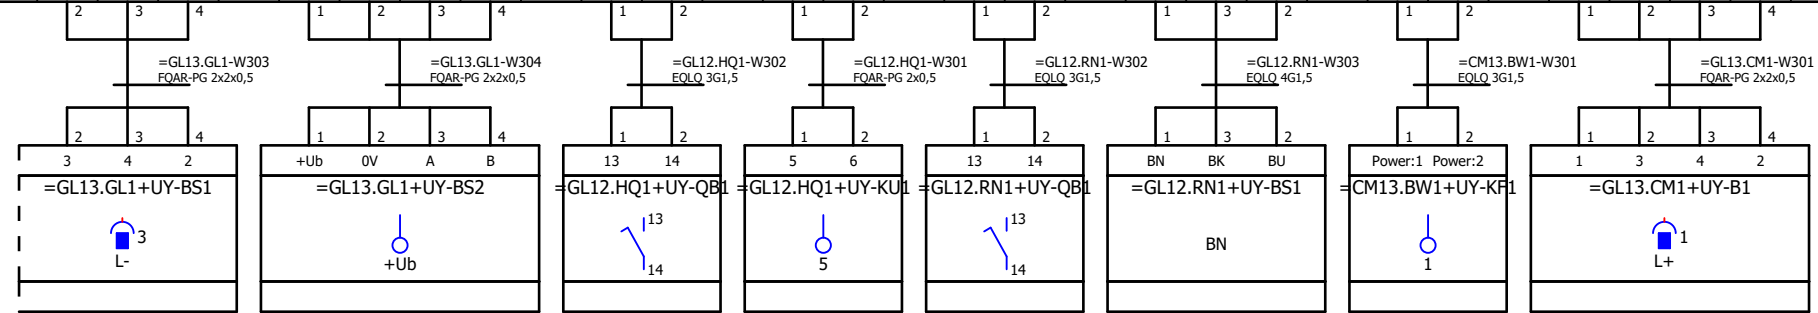 2 3 4 1 2 3 4 1 2 1 2 1 2 1 3 2 1 2 1 2 3 4
=GL13.GL1-W303 =GL13.GL1-W304 =GL12.HQ1-W302 =GL12.HQ1-W301 =GL12.RN1-W302 =GL12.RN1-W303 =CM13.BW1-W301 =GL13.CM1-W301
FQAR-PG 2x2x0,5 FQAR-PG 2x2x0,5 EQLQ 3G1,5 FQAR-PG 2x0,5 EQLQ 3G1,5 EQLQ 4G1,5 EQLQ 3G1,5 FQAR-PG 2x2x0,5
2 3 4 1 2 3 4 1 2 1 2 1 2 1 3 2 1 2 1 2 3 4
3 4 2 +Ub 0V A B 13 14 5 6 13 14 BN BK BU Power:1 Power:2 1 3 4 2
=GL13.GL1+UY-BS1 =GL13.GL1+UY-BS2 =GL12.HQ1+UY-QB1 =GL12.HQ1+UY-KU1 =GL12.RN1+UY-QB1 =GL12.RN1+UY-BS1 =CM13.BW1+UY-KF1 =GL13.CM1+UY-B1
13 13
3 BN 1
L- +Ub 14 5 14 1 L+